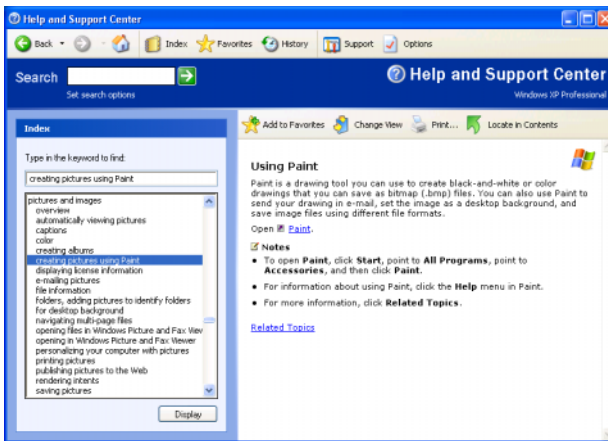 Help and Support Center
Back Index Favorites History Support Options
Search
Set search options
Help and Support Center
Windows XP Professional
Index
Type in the keyword to find:
creating pictures using Paint
pictures and images
overview
automatically viewing pictures
captions
color
creating albums
creating pictures using Paint
displaying license information
e-mailing pictures
file information
folders, adding pictures to identify folders
for desktop background
navigating multi-page files
opening files in Windows Picture and Fax View
opening in Windows Picture and Fax Viewer
personalizing your computer with pictures
printing pictures
publishing pictures to the Web
rendering intents
saving pictures
Display
Add to Favorites Change View Print... Locate in Contents
Using Paint
Paint is a drawing tool you can use to create black-and-white or color
drawings that you can save as bitmap (.bmp) files. You can also use Paint to
send your drawing in e-mail, set the image as a desktop background, and
save image files using different file formats.
Open Paint.
Notes
• To open Paint, click Start, point to All Programs, point to
Accessories, and then click Paint.
• For information about using Paint, click the Help menu in Paint.
• For more information, click Related Topics.
Related Topics